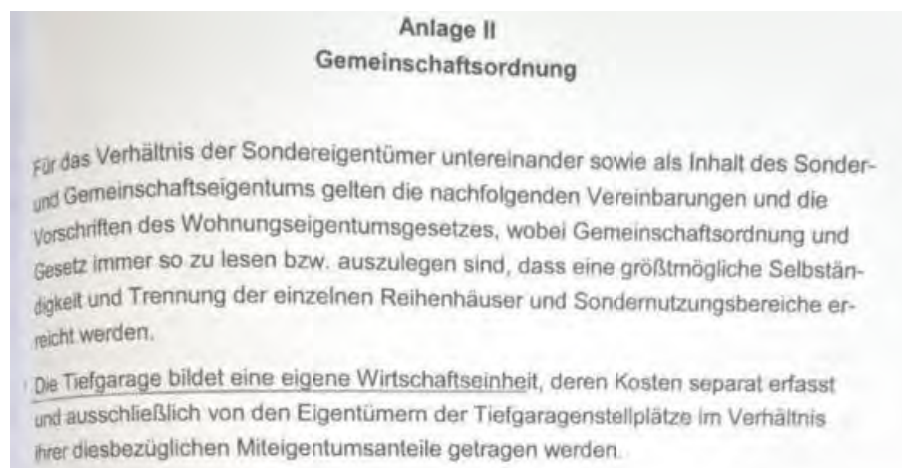 Anlage II
Gemeinschaftsordnung
Für das Verhältnis der Sondereigentümer untereinander sowie als Inhalt des Sonder-
und Gemeinschaftseigentums gelten die nachfolgenden Vereinbarungen und die
Vorschriften des Wohnungseigentumsgesetzes, wobei Gemeinschaftsordnung und
Gesetz immer so zu lesen bzw. auszulegen sind, dass eine größtmögliche Selbstän-
digkeit und Trennung der einzelnen Reihenhäuser und Sondernutzungsbereiche er-
reicht werden.
Die Tiefgarage bildet eine eigene Wirtschaftseinheit, deren Kosten separat erfasst
und ausschließlich von den Eigentümern der Tiefgaragenstellplätze im Verhältnis
ihrer diesbezüglichen Miteigentumsanteile getragen werden.